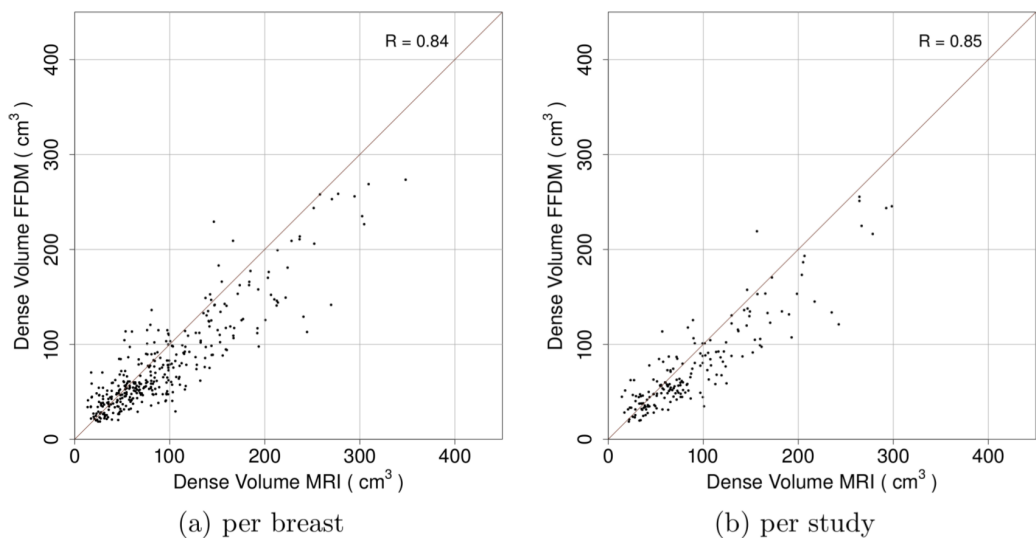 R = 0.84
400
300
200
100
0
Dense Volume FFDM ( cm³ )
0 100 200 300 400
Dense Volume MRI ( cm³ )
(a) per breast
R = 0.85
400
300
200
100
0
Dense Volume FFDM ( cm³ )
0 100 200 300 400
Dense Volume MRI ( cm³ )
(b) per study